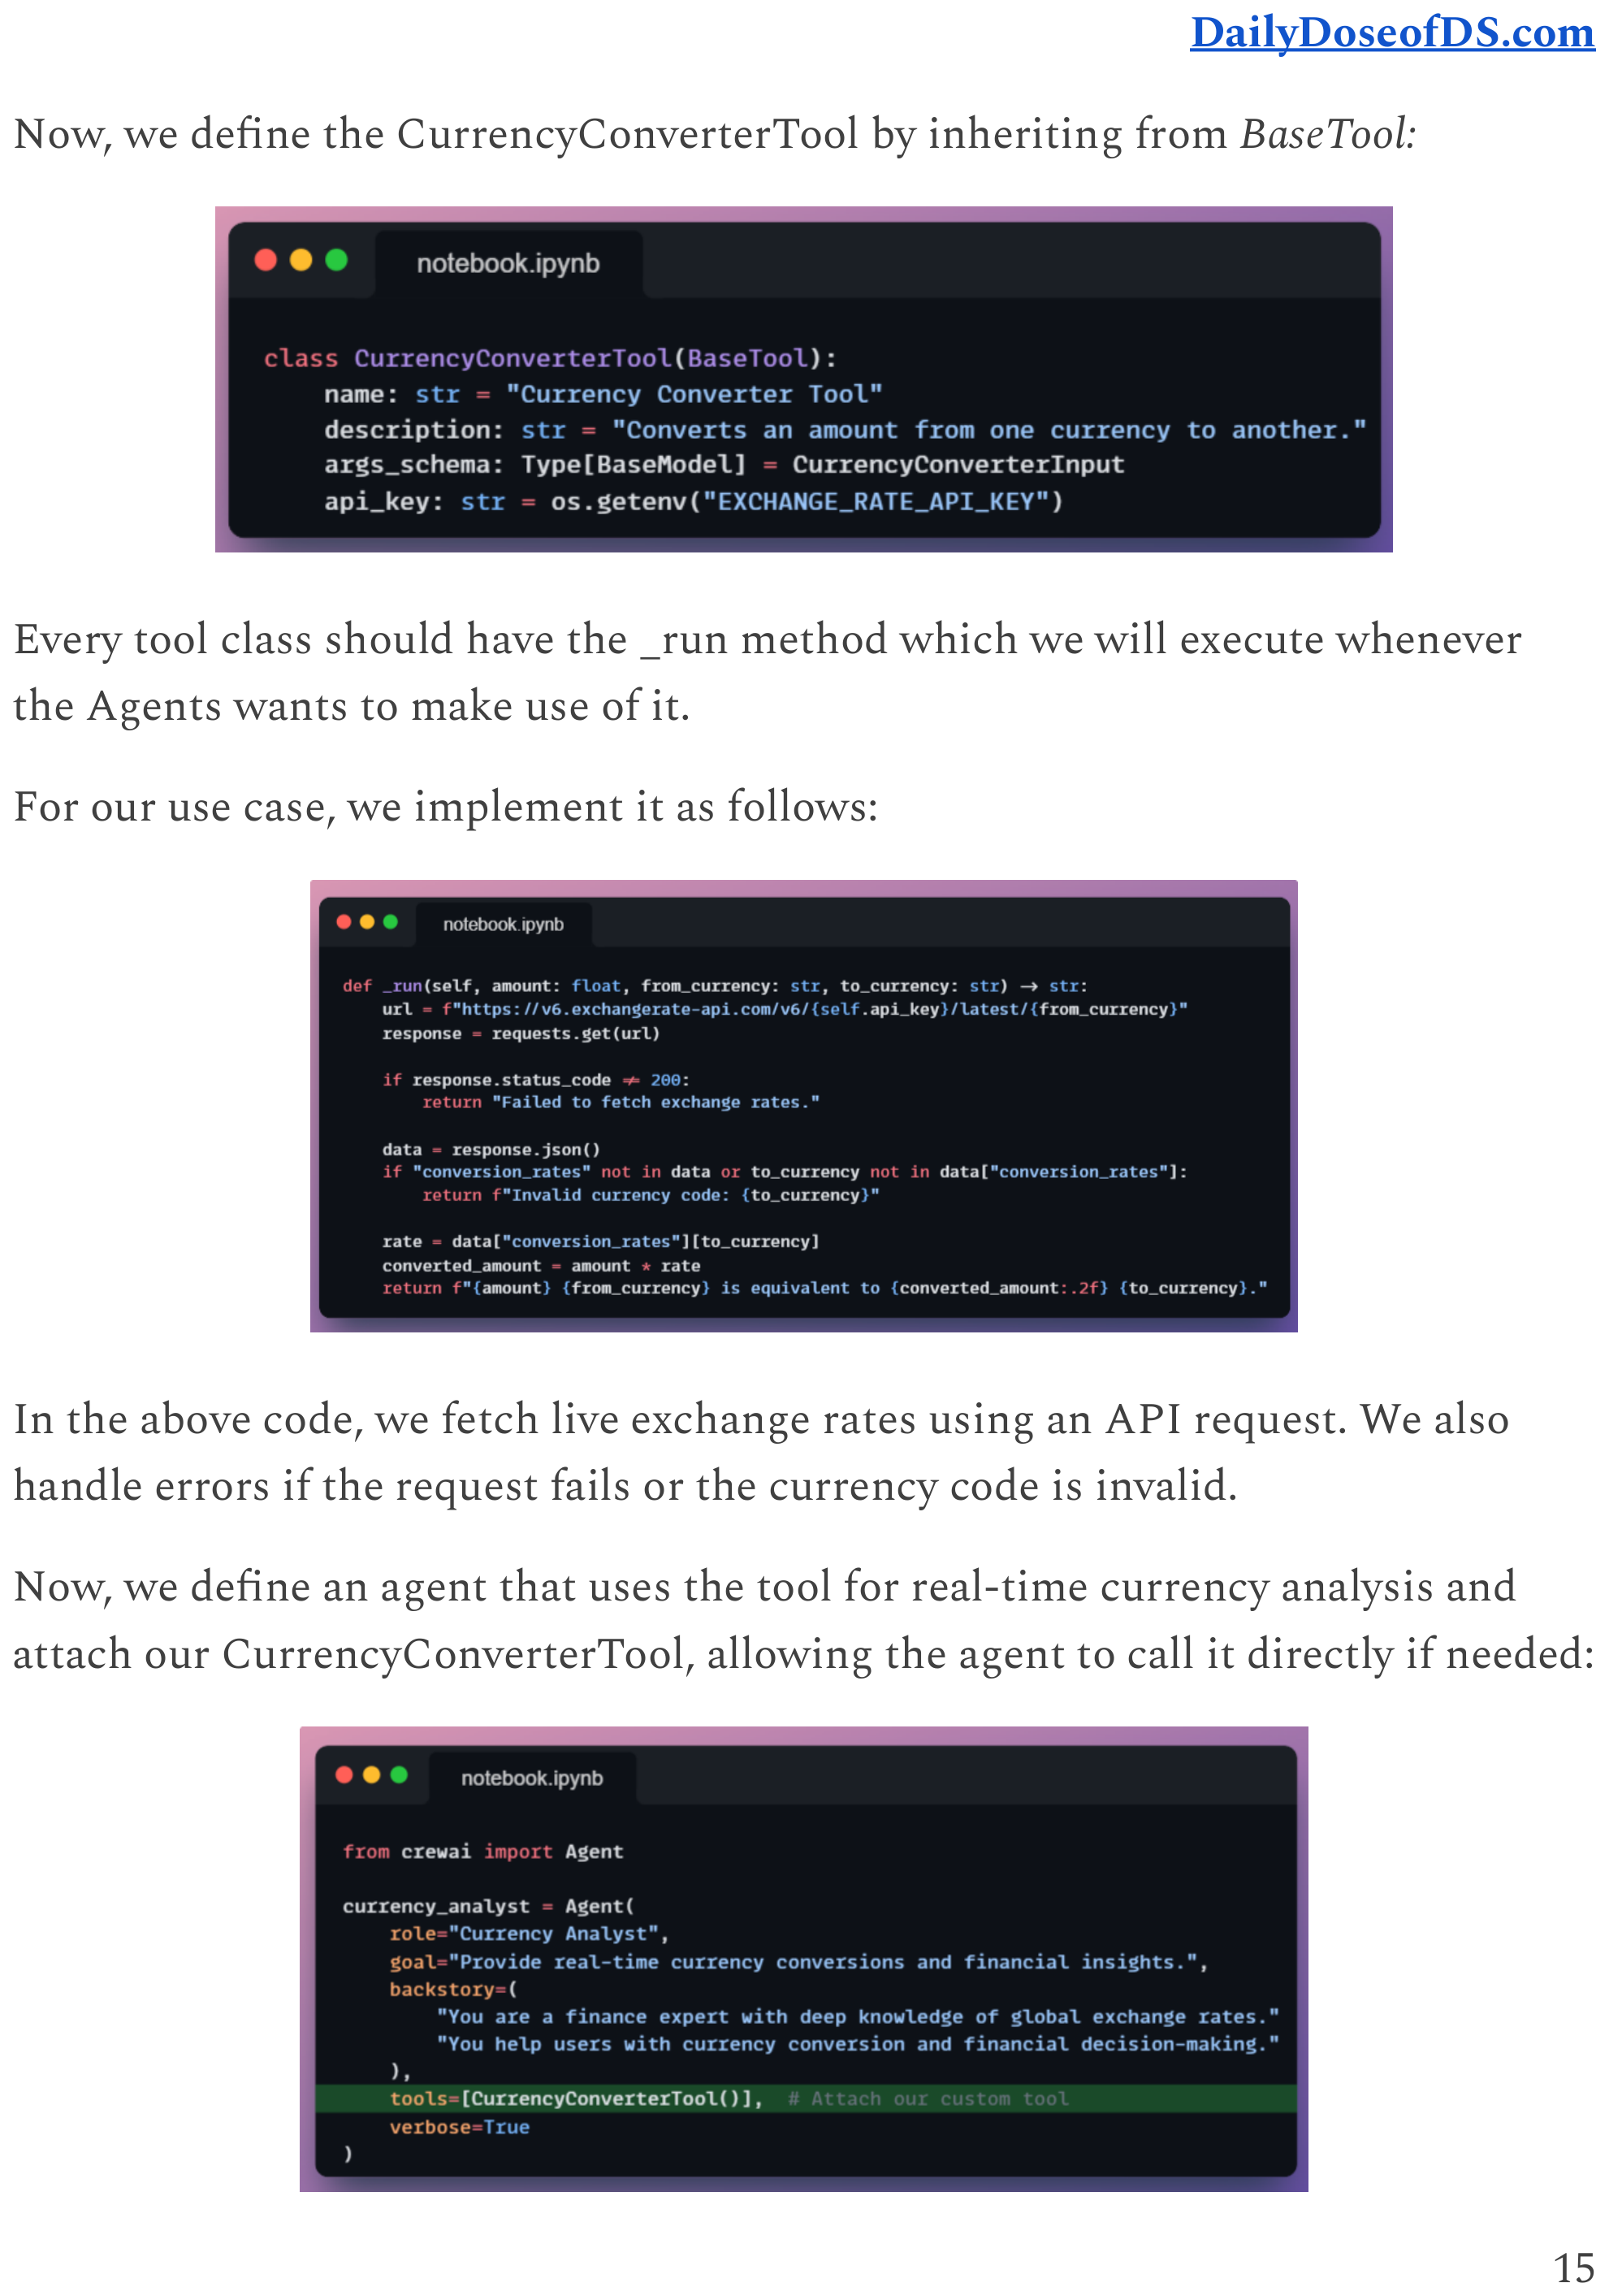 DailyDoseofDS.com
Now, we define the CurrencyConverterTool by inheriting from BaseTool:
notebook.ipynb
class CurrencyConverterTool(BaseTool):
    name: str = "Currency Converter Tool"
    description: str = "Converts an amount from one currency to another."
    args_schema: Type[BaseModel] = CurrencyConverterInput
    api_key: str = os.getenv("EXCHANGE_RATE_API_KEY")
Every tool class should have the _run method which we will execute whenever
the Agents wants to make use of it.
For our use case, we implement it as follows:
notebook.ipynb
def _run(self, amount: float, from_currency: str, to_currency: str) → str:
    url = f"https://v6.exchangerate-api.com/v6/{self.api_key}/latest/{from_currency}"
    response = requests.get(url)
    if response.status_code ≠ 200:
        return "Failed to fetch exchange rates."
    data = response.json()
    if "conversion_rates" not in data or to_currency not in data["conversion_rates"]:
        return f"Invalid currency code: {to_currency}"
    rate = data["conversion_rates"][to_currency]
    converted_amount = amount * rate
    return f"{amount} {from_currency} is equivalent to {converted_amount:.2f} {to_currency}."
In the above code, we fetch live exchange rates using an API request. We also
handle errors if the request fails or the currency code is invalid.
Now, we define an agent that uses the tool for real-time currency analysis and
attach our CurrencyConverterTool, allowing the agent to call it directly if needed:
notebook.ipynb
from crewai import Agent
currency_analyst = Agent(
    role="Currency Analyst",
    goal="Provide real-time currency conversions and financial insights.",
    backstory=(
        "You are a finance expert with deep knowledge of global exchange rates."
        "You help users with currency conversion and financial decision-making."
    ),
    tools=[CurrencyConverterTool()],  # Attach our custom tool
    verbose=True
)
15